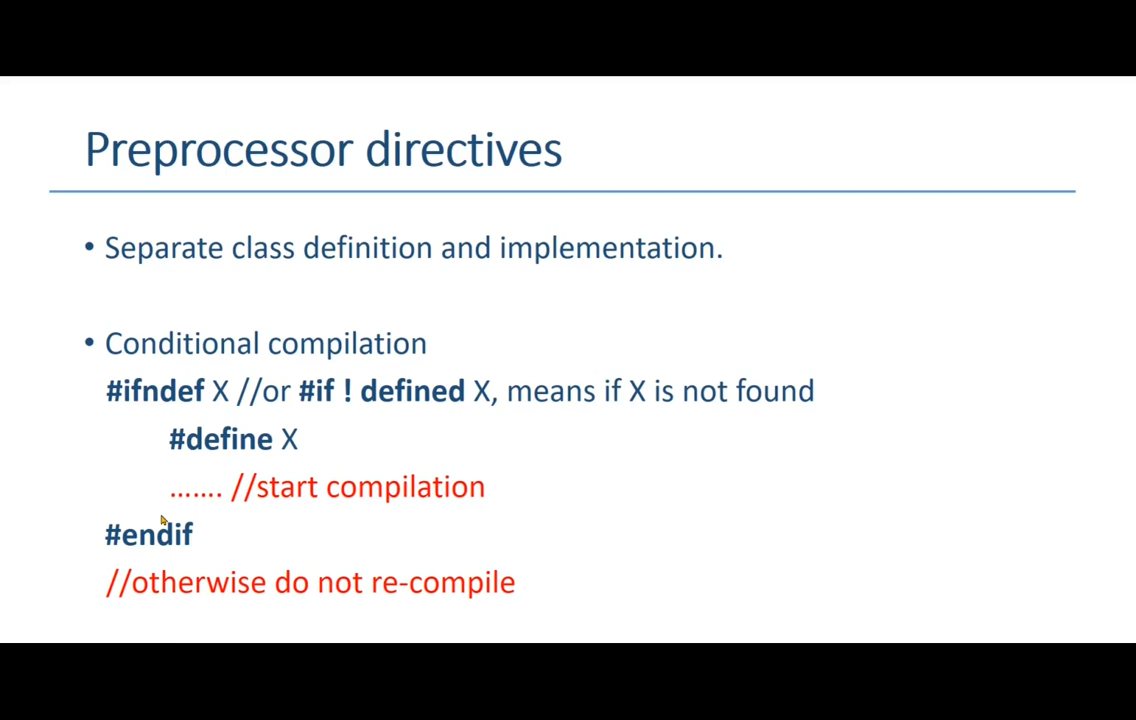 Preprocessor directives
• Separate class definition and implementation.
• Conditional compilation
#ifndef X //or #if ! defined X, means if X is not found
#define X
....... //start compilation
#endif
//otherwise do not re-compile